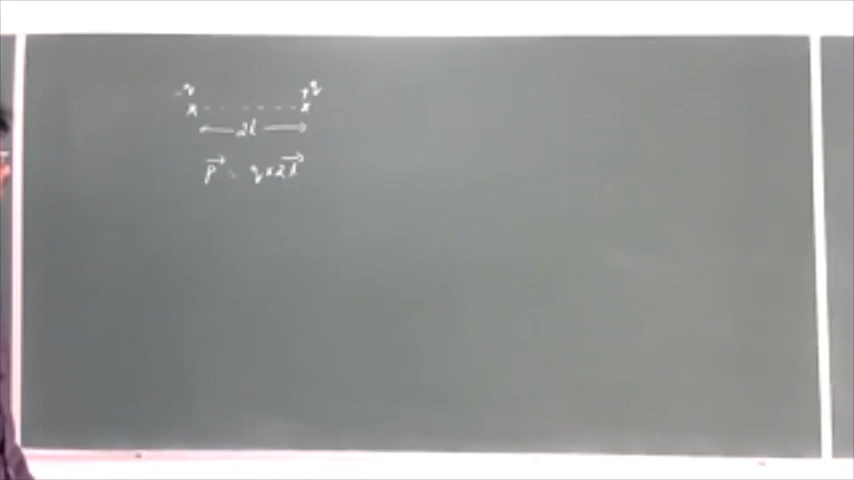 -q +q
2l
p⃗ = q×2l⃗